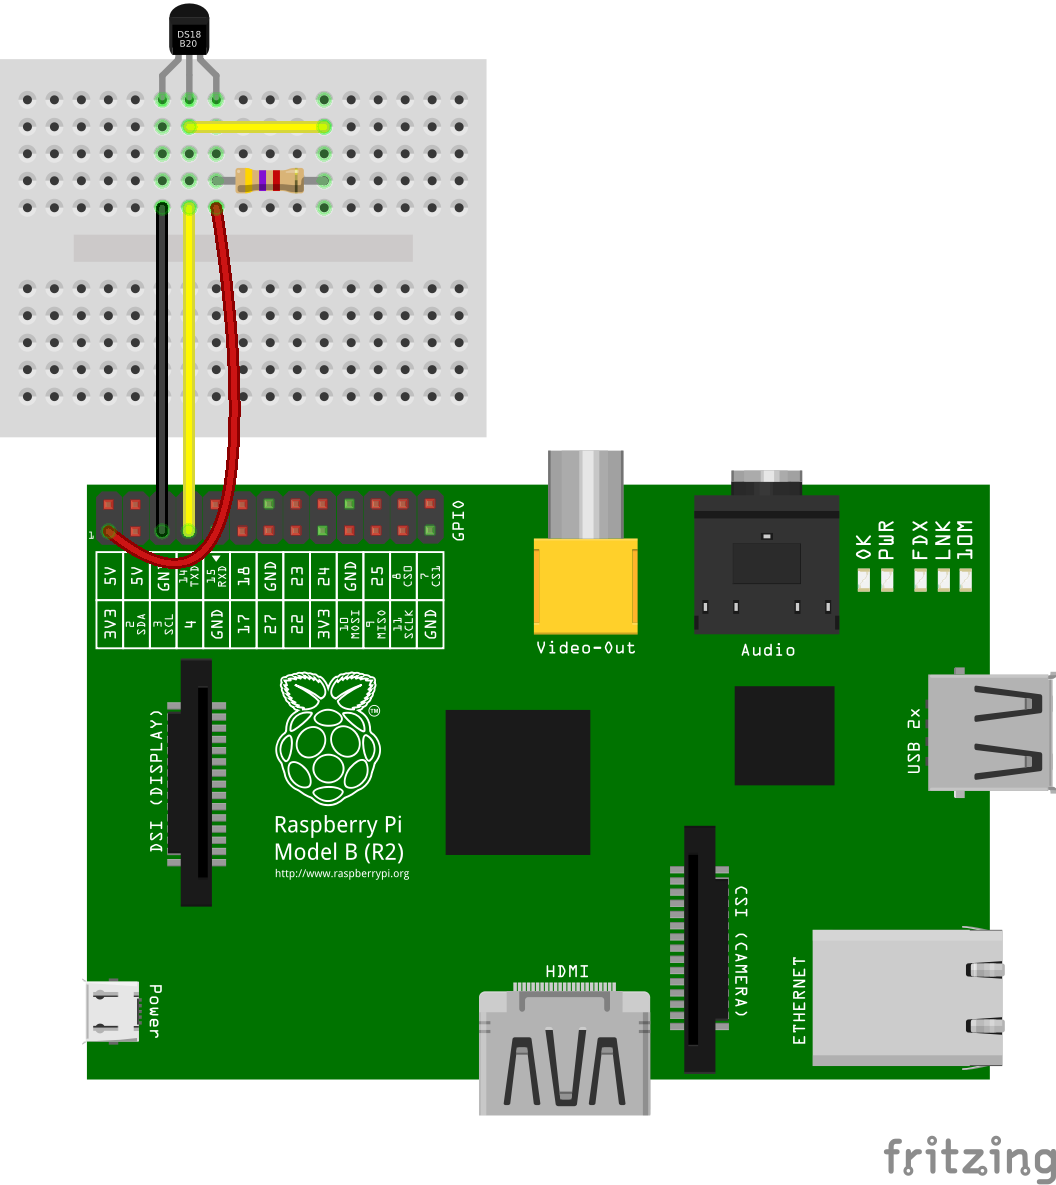 DS18
B20
1
GPIO
5V
5V
14
TXD
15
RXD
18
GND
23
24
GND
25
8
CS0
7
CS1
3V3
2
SDA
3
SCL
4
GND
17
27
22
3V3
10
MOSI
9
MISO
11
SCLK
GND
Video-Out
Audio
OK
PWR
FDX
LNK
10M
USB 2x
DSI (DISPLAY)
TM
Raspberry Pi
Model B (R2)
http://www.raspberrypi.org
CSI (CAMERA)
HDMI
ETHERNET
Power
fritzing